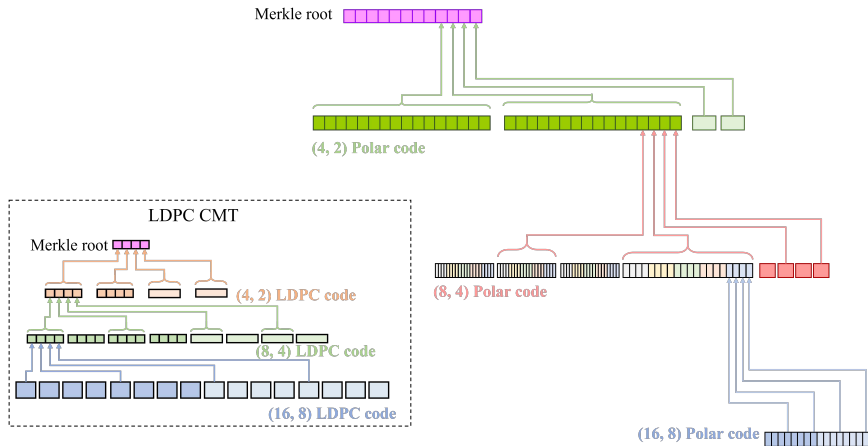 Merkle root
(4, 2) Polar code
LDPC CMT
Merkle root
(4, 2) LDPC code
(8, 4) Polar code
(8, 4) LDPC code
(16, 8) LDPC code
(16, 8) Polar code